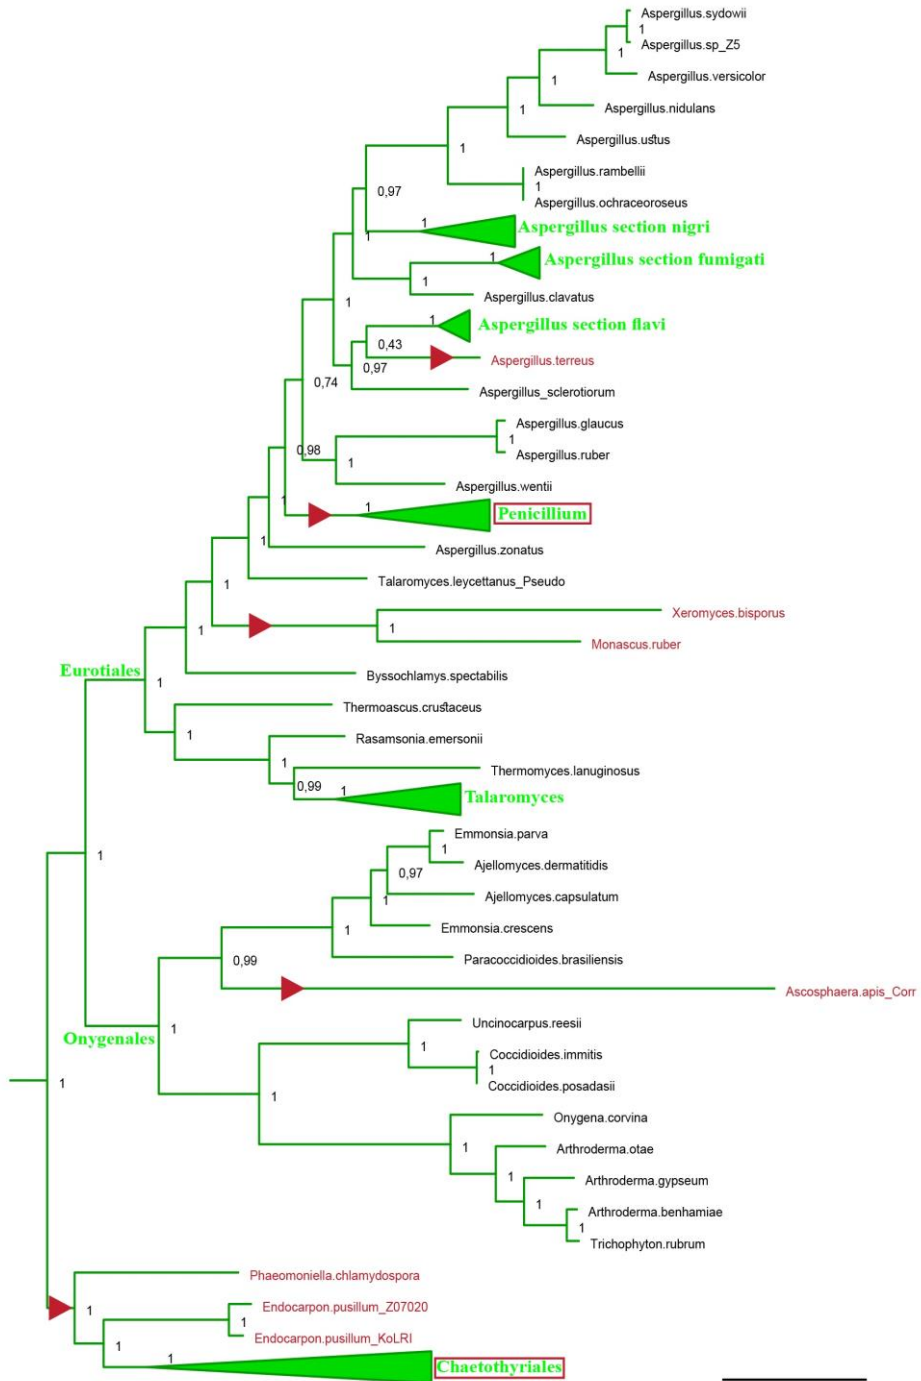 Aspergillus.sydowii
1
Aspergillus.sp_Z5
1
Aspergillus.versicolor
1
Aspergillus.nidulans
1
Aspergillus.ustus
1
Aspergillus.rambellii
0,97
1
Aspergillus.ochraceoroseus
1
Aspergillus section nigri
1
1
Aspergillus section fumigati
1
Aspergillus.clavatus
1
1
Aspergillus section flavi
0,43
Aspergillus.terreus
0,97
0,74
Aspergillus_sclerotiorum
Aspergillus.glaucus
1
0,98
Aspergillus.ruber
1
Aspergillus.wentii
1
1
Penicillium
1
Aspergillus.zonatus
Talaromyces.leycettanus_Pseudo
1
Xeromyces.bisporus
1
1
Monascus.ruber
Eurotiales
Byssochlamys.spectabilis
1
Thermoascus.crustaceus
1
Rasamsonia.emersonii
1
Thermomyces.lanuginosus
0,99
1
Talaromyces
Emmonsia.parva
1
1
Ajellomyces.dermatitidis
0,97
Ajellomyces.capsulatum
1
Emmonsia.crescens
1
Paracoccidioides.brasiliensis
0,99
Ascosphaera.apis_Corr
Uncinocarpus.reesii
1
Onygenales
1
Coccidioides.immitis
1
Coccidioides.posadasii
1
1
Onygena.corvina
1
Arthroderma.otae
1
Arthroderma.gypseum
1
Arthroderma.benhamiae
1
Trichophyton.rubrum
Phaeomoniella.chlamydospora
1
Endocarpon.pusillum_Z07020
1
Endocarpon.pusillum_KoLRI
1
1
Chaetothyriales